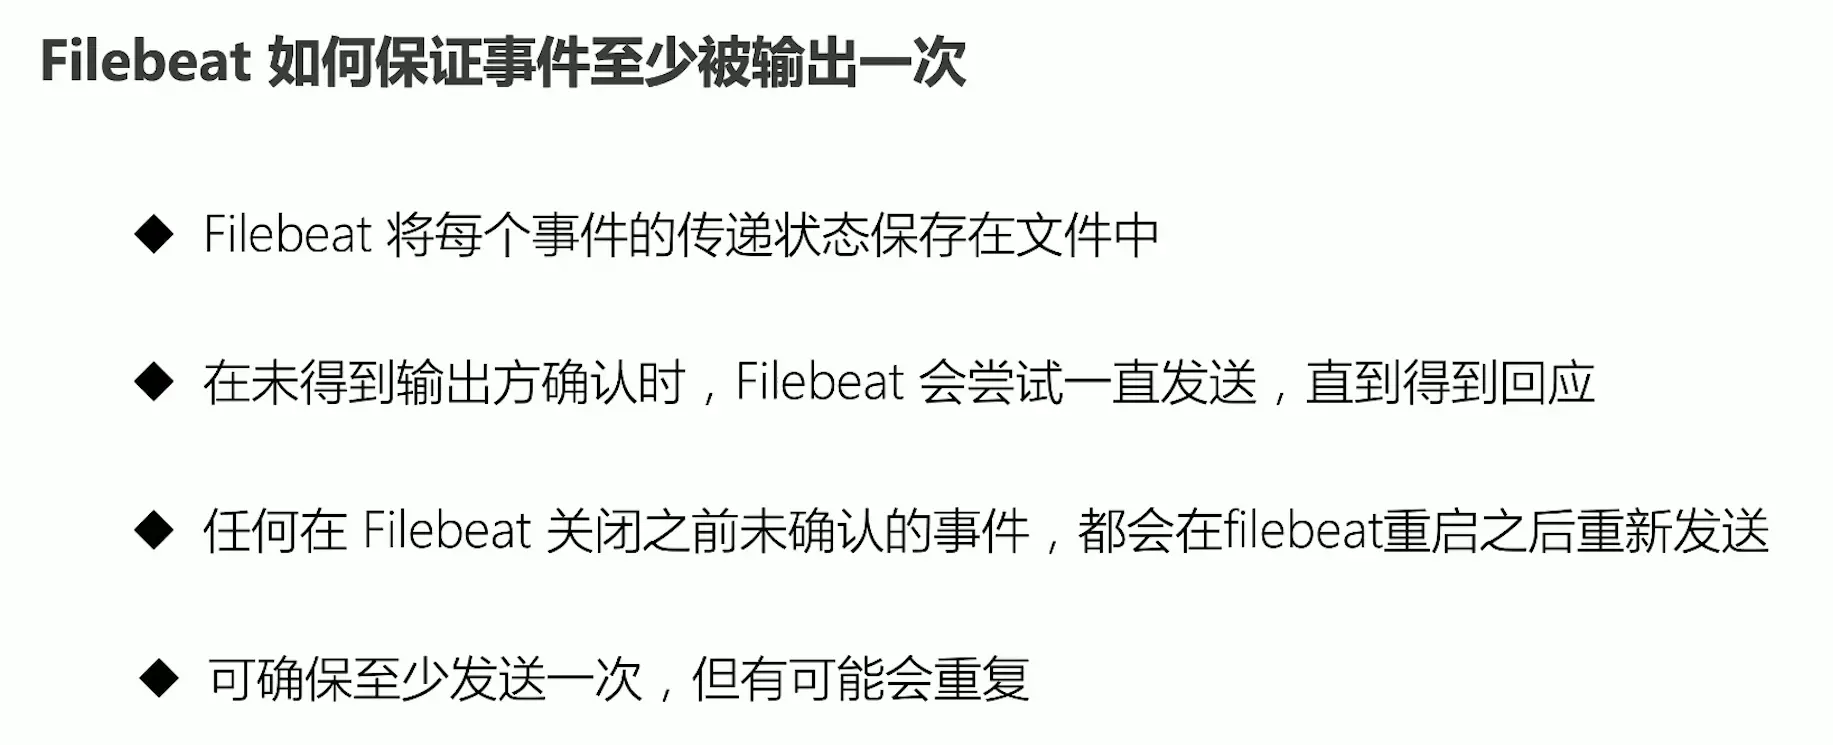 Filebeat 如何保证事件至少被输出一次
◆ Filebeat 将每个事件的传递状态保存在文件中
◆ 在未得到输出方确认时，Filebeat 会尝试一直发送，直到得到回应
◆ 任何在 Filebeat 关闭之前未确认的事件，都会在filebeat重启之后重新发送
◆ 可确保至少发送一次，但有可能会重复